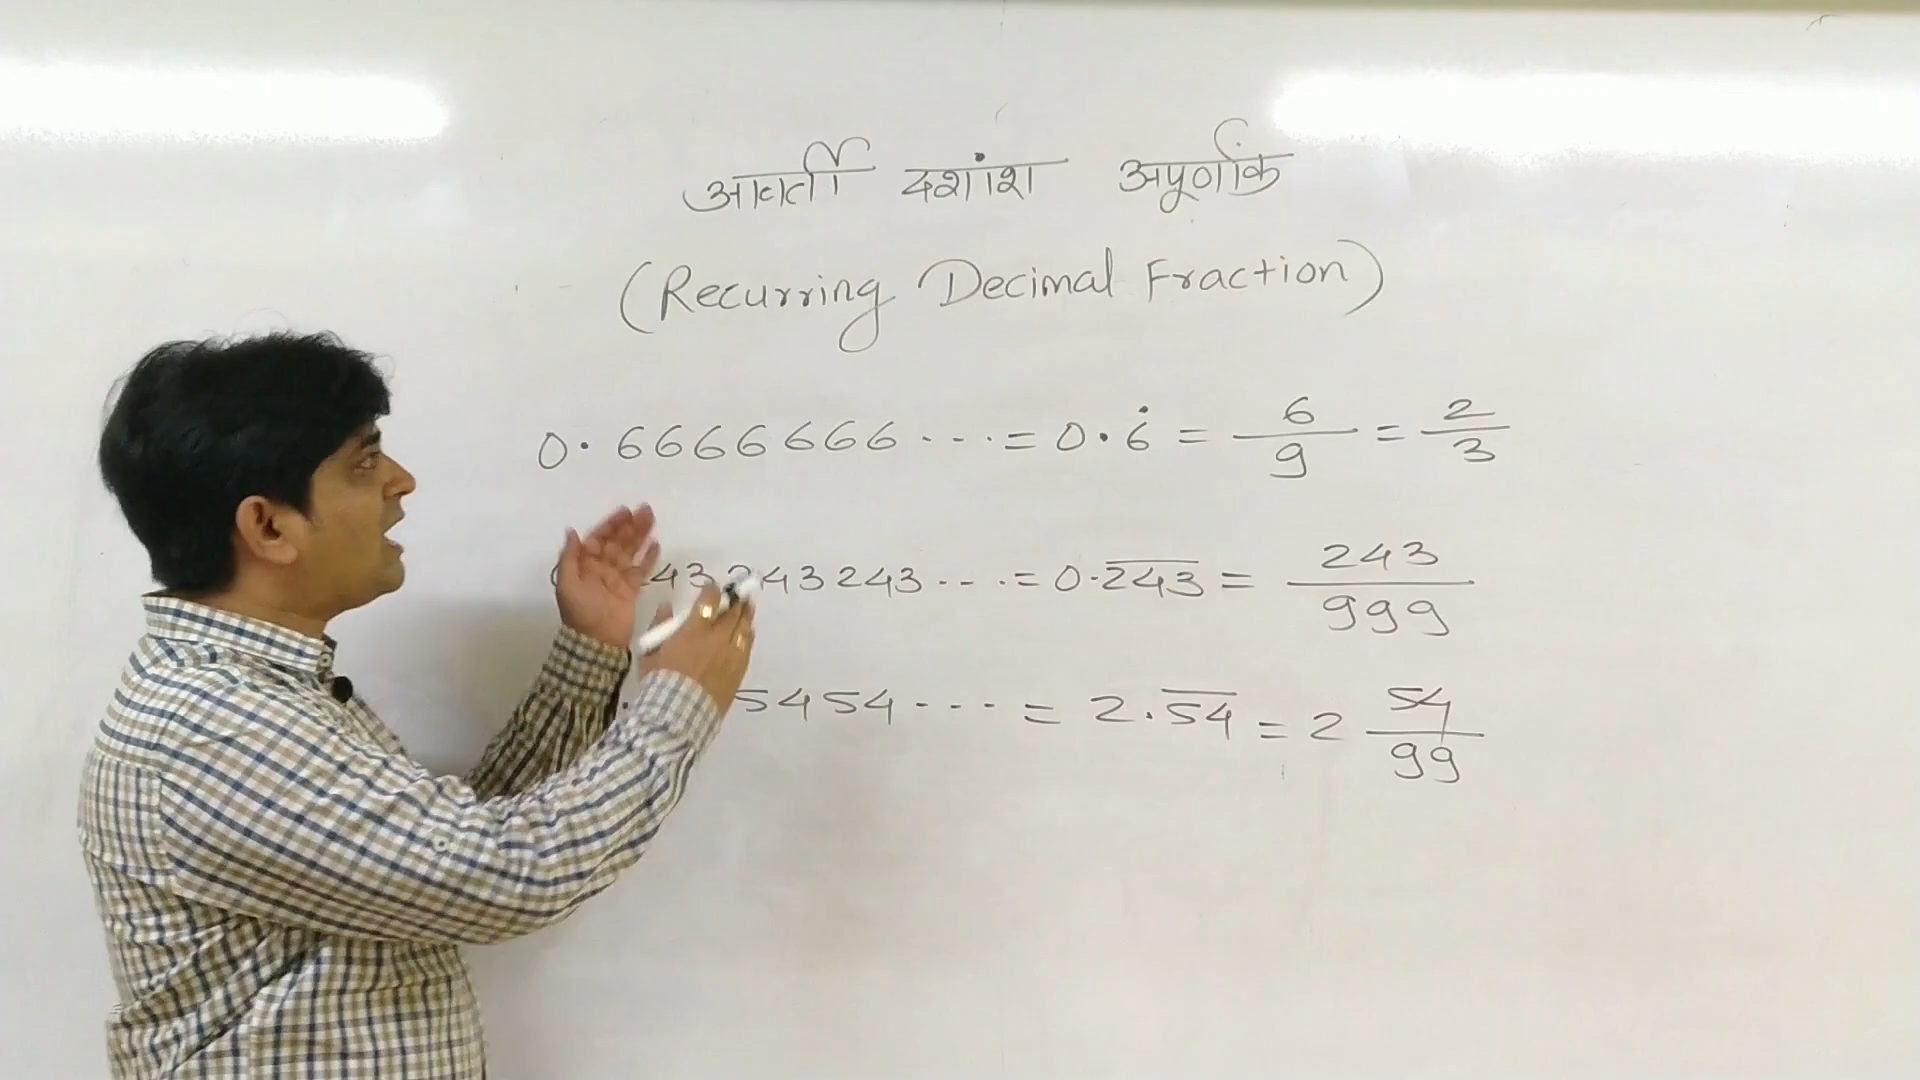 आवर्ती दशांश अपूर्णांक
(Recurring Decimal Fraction)
0.6666666... = 0.6̇ = 6/9 = 2/3
43243243... = 0.2̅4̅3̅ = 243/999
5454... = 2.5̅4̅ = 2 54/99